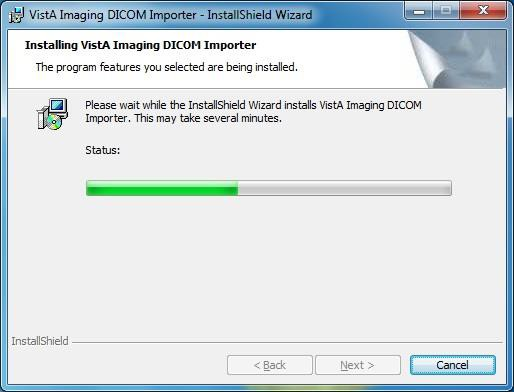 VistA Imaging DICOM Importer - InstallShield Wizard
Installing VistA Imaging DICOM Importer
The program features you selected are being installed.
Please wait while the InstallShield Wizard installs VistA Imaging DICOM
Importer. This may take several minutes.
Status:
InstallShield
< Back
Next >
Cancel